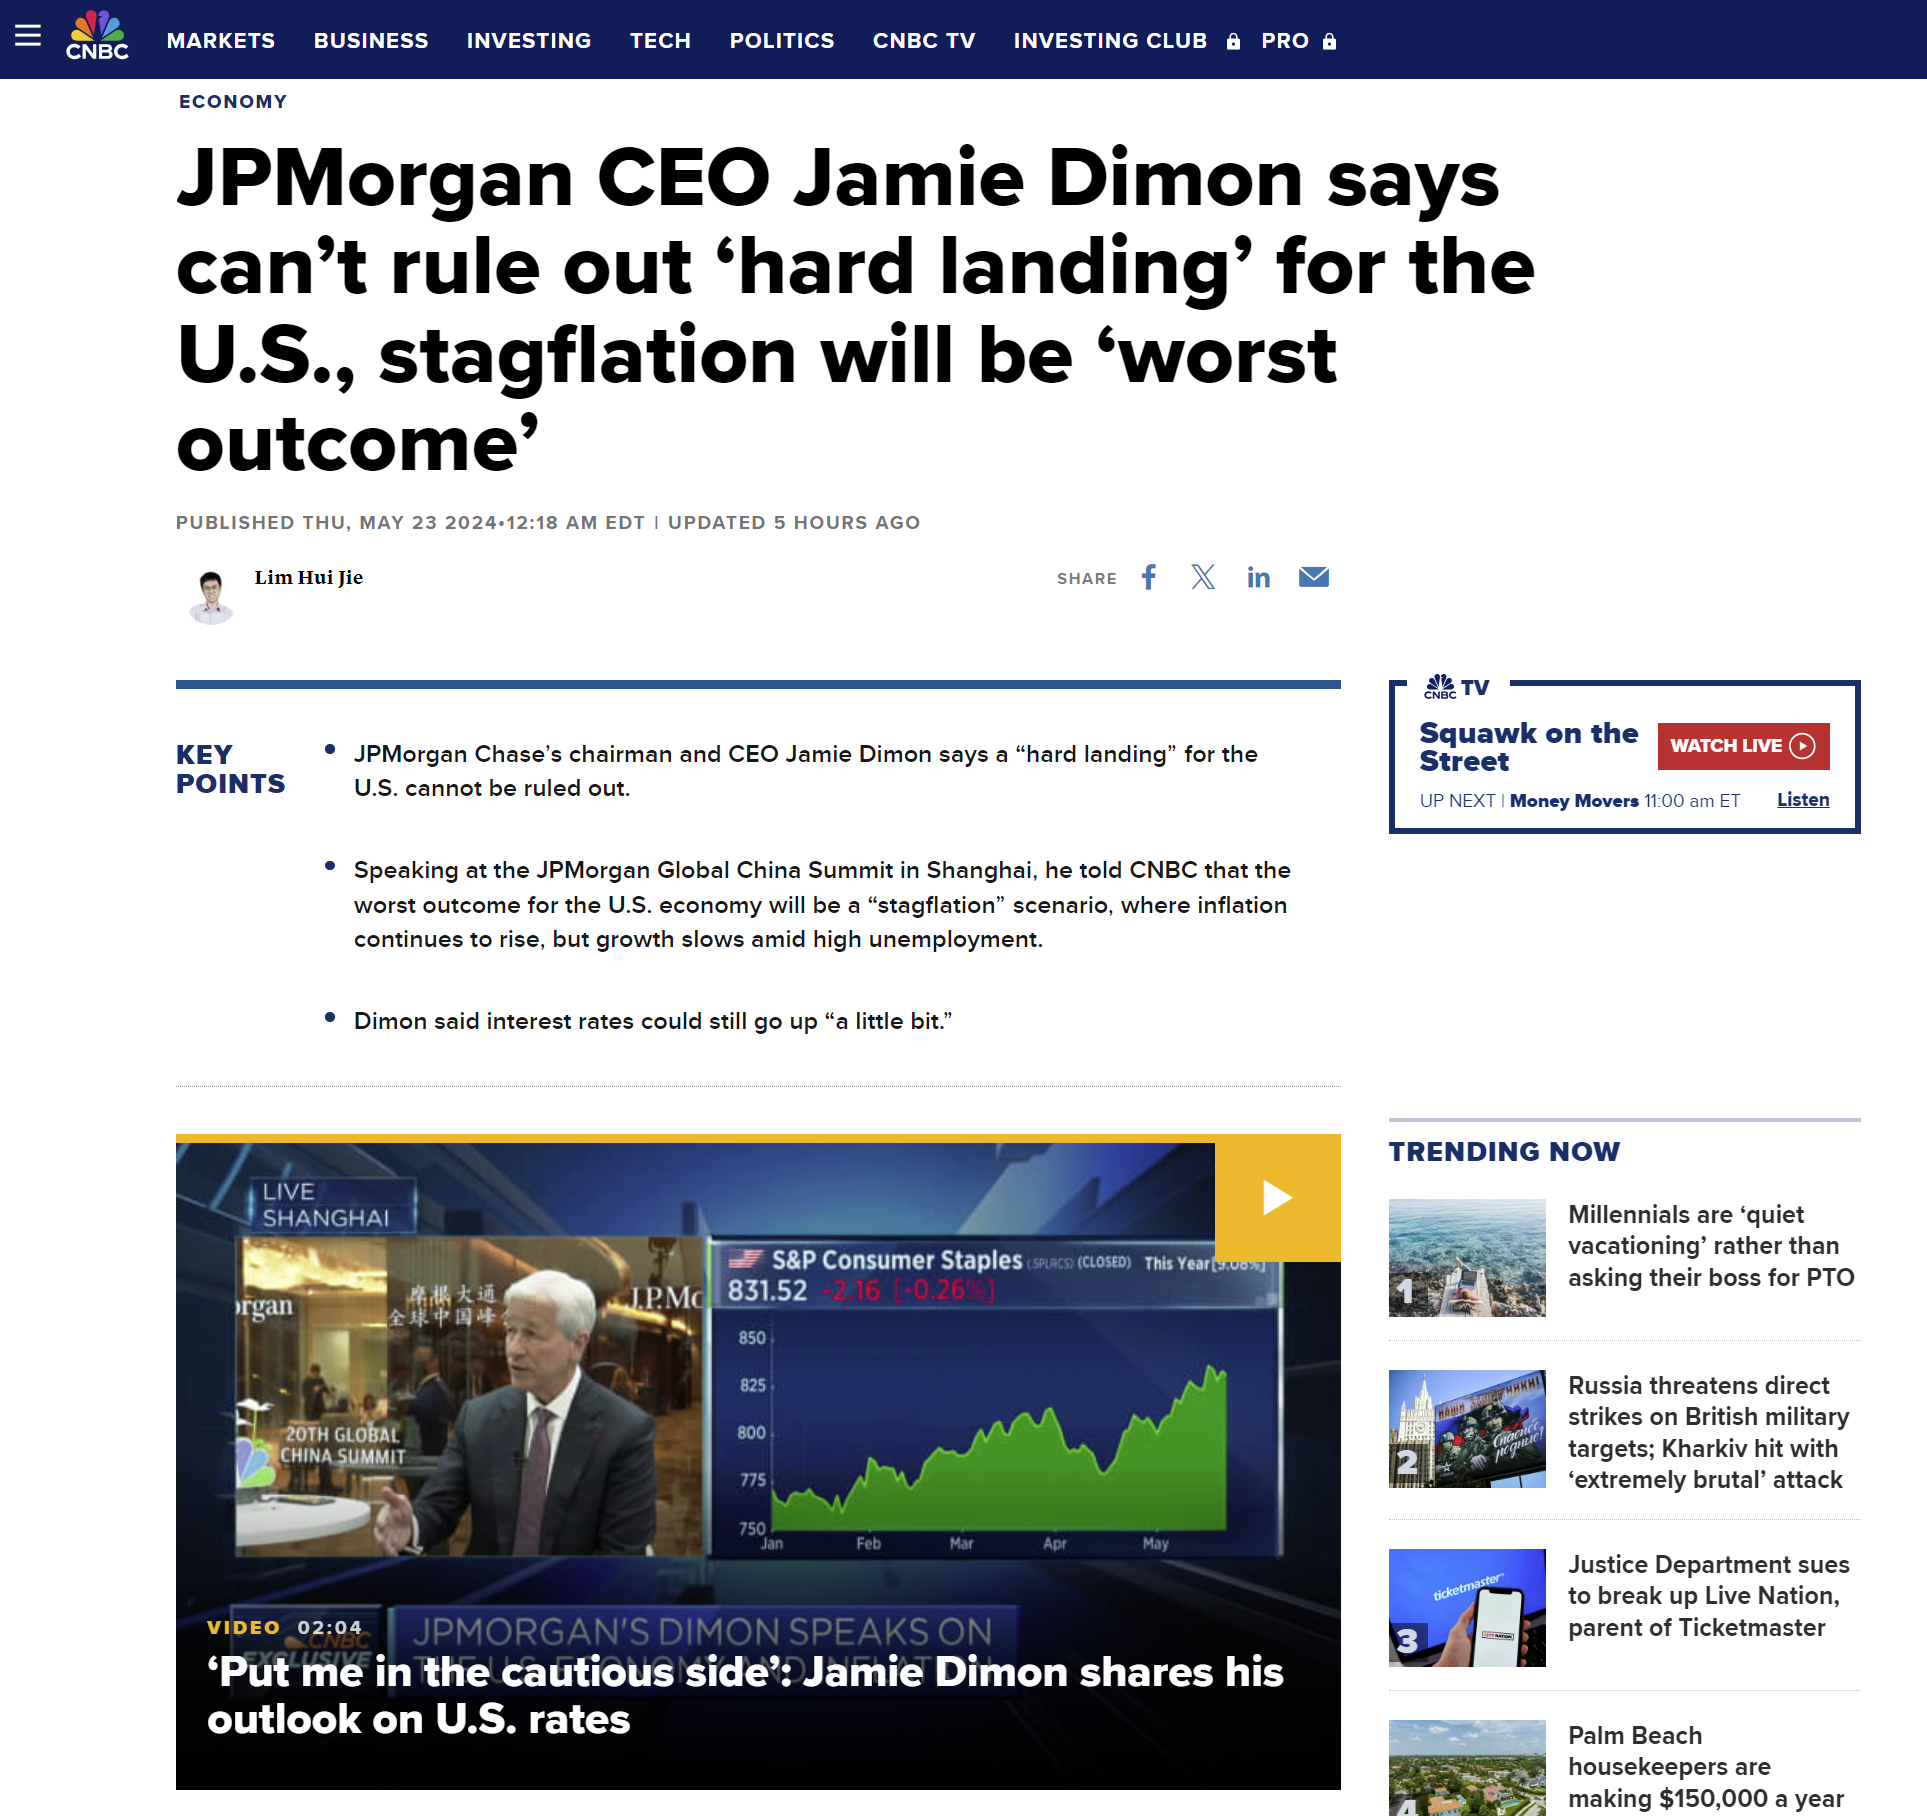 CNBC
MARKETS
BUSINESS
INVESTING
TECH
POLITICS
CNBC TV
INVESTING CLUB
PRO
ECONOMY
JPMorgan CEO Jamie Dimon says
can’t rule out ‘hard landing’ for the
U.S., stagflation will be ‘worst
outcome’
PUBLISHED THU, MAY 23 2024•12:18 AM EDT | UPDATED 5 HOURS AGO
Lim Hui Jie
SHARE
KEY
POINTS
JPMorgan Chase’s chairman and CEO Jamie Dimon says a “hard landing” for the
U.S. cannot be ruled out.
Speaking at the JPMorgan Global China Summit in Shanghai, he told CNBC that the
worst outcome for the U.S. economy will be a “stagflation” scenario, where inflation
continues to rise, but growth slows amid high unemployment.
Dimon said interest rates could still go up “a little bit.”
CNBC TV
Squawk on the
Street
WATCH LIVE
UP NEXT | Money Movers 11:00 am ET
Listen
LIVE
SHANGHAI
rgan
摩根大通
全球中国峰
J.P.Mo
20TH GLOBAL
CHINA SUMMIT
S&P Consumer Staples (SPLRCS) (CLOSED) This Year[9.08%]
831.52 -2.16 [-0.26%]
850
825
800
775
750
Jan
Feb
Mar
Apr
May
CNBC
EXCLUSIVE
JPMORGAN'S DIMON SPEAKS ON
THE U.S. ECONOMY AND INFLATION
VIDEO 02:04
‘Put me in the cautious side’: Jamie Dimon shares his
outlook on U.S. rates
TRENDING NOW
1
Millennials are ‘quiet
vacationing’ rather than
asking their boss for PTO
2
Russia threatens direct
strikes on British military
targets; Kharkiv hit with
‘extremely brutal’ attack
3
ticketmaster
LIVE NATION
Justice Department sues
to break up Live Nation,
parent of Ticketmaster
4
Palm Beach
housekeepers are
making $150,000 a year